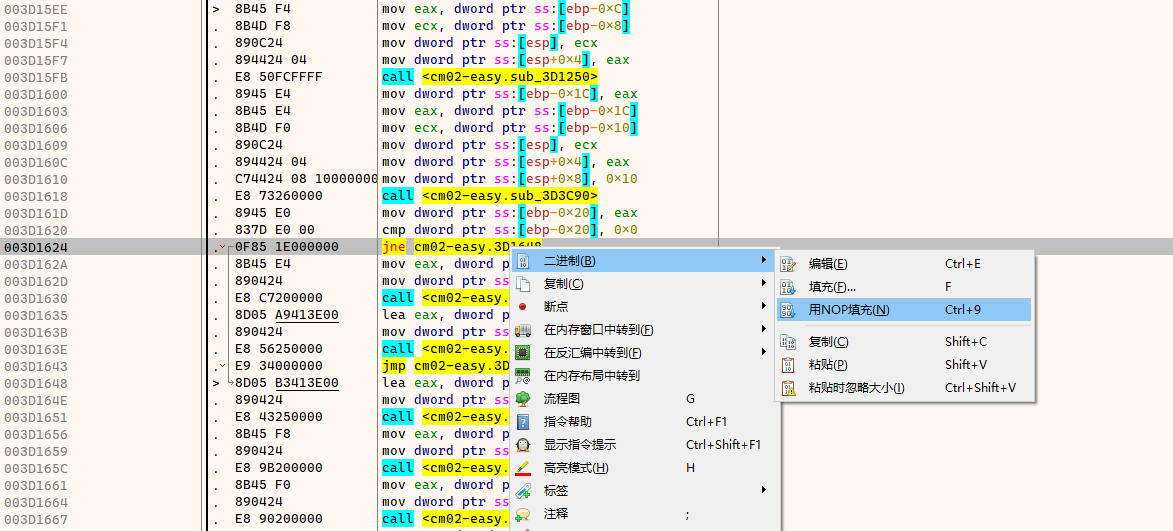 003D15EE > 8B45 F4 mov eax, dword ptr ss:[ebp-0×C]
003D15F1 . 8B4D F8 mov ecx, dword ptr ss:[ebp-0×8]
003D15F4 . 890C24 mov dword ptr ss:[esp], ecx
003D15F7 . 894424 04 mov dword ptr ss:[esp+0×4], eax
003D15FB . E8 50FCFFFF call <cm02-easy.sub_3D1250>
003D1600 . 8945 E4 mov dword ptr ss:[ebp-0×1C], eax
003D1603 . 8B45 E4 mov eax, dword ptr ss:[ebp-0×1C]
003D1606 . 8B4D F0 mov ecx, dword ptr ss:[ebp-0×10]
003D1609 . 890C24 mov dword ptr ss:[esp], ecx
003D160C . 894424 04 mov dword ptr ss:[esp+0×4], eax
003D1610 . C74424 08 10000000 mov dword ptr ss:[esp+0×8], 0×10
003D1618 . E8 73260000 call <cm02-easy.sub_3D3C90>
003D161D . 8945 E0 mov dword ptr ss:[ebp-0×20], eax
003D1620 . 837D E0 00 cmp dword ptr ss:[ebp-0×20], 0×0
003D1624 . 0F85 1E000000 jne cm02-easy.3D1648
003D162A . 8B45 E4 mov eax, dword p
003D162D . 890424 mov dword ptr ss
003D1630 . E8 C7200000 call <cm02-easy.
003D1635 . 8D05 A9413E00 lea eax, dword p
003D163B . 890424 mov dword ptr ss
003D163E . E8 56250000 call <cm02-easy.
003D1643 . E9 34000000 jmp cm02-easy.3D
003D1648 > 8D05 B3413E00 lea eax, dword p
003D164E . 890424 mov dword ptr ss
003D1651 . E8 43250000 call <cm02-easy.
003D1656 . 8B45 F8 mov eax, dword p
003D1659 . 890424 mov dword ptr ss
003D165C . E8 9B200000 call <cm02-easy.
003D1661 . 8B45 F0 mov eax, dword p
003D1664 . 890424 mov dword ptr ss
003D1667 . E8 90200000 call <cm02-easy.
二进制(B)
复制(C)
断点
在内存窗口中转到(F)
在反汇编中转到(F)
在内存布局中转到
流程图 G
指令帮助 Ctrl+F1
显示指令提示 Ctrl+Shift+F1
高亮模式(H) H
标签
注释 ;
编辑(E) Ctrl+E
填充(F)... F
用NOP填充(N) Ctrl+9
复制(C) Shift+C
粘贴(P) Shift+V
粘贴时忽略大小(I) Ctrl+Shift+V